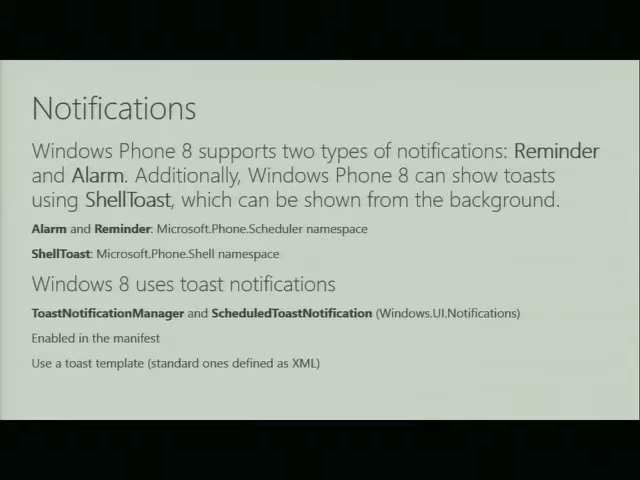 Notifications
Windows Phone 8 supports two types of notifications: Reminder
and Alarm. Additionally, Windows Phone 8 can show toasts
using ShellToast, which can be shown from the background.
Alarm and Reminder: Microsoft.Phone.Scheduler namespace
ShellToast: Microsoft.Phone.Shell namespace
Windows 8 uses toast notifications
ToastNotificationManager and ScheduledToastNotification (Windows.UI.Notifications)
Enabled in the manifest
Use a toast template (standard ones defined as XML)